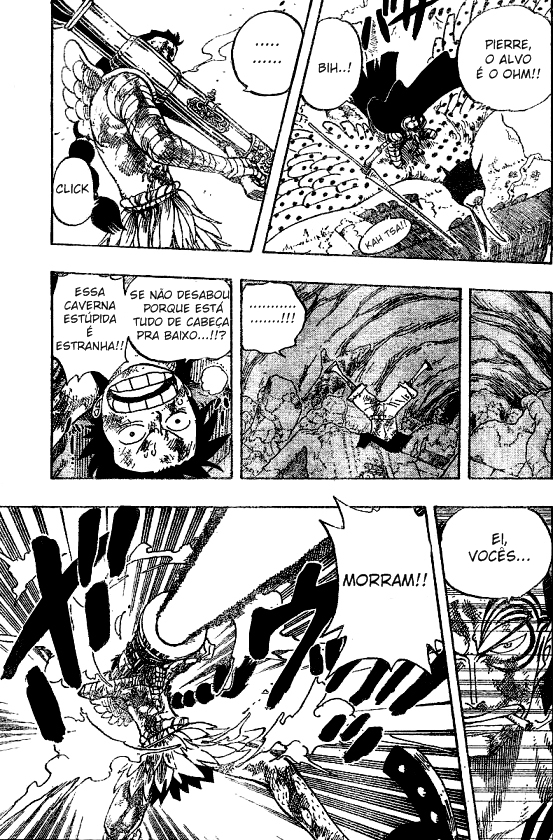 PIERRE,
O ALVO
É O OHM!!
BIH..!
KAH TSA!
.....
......
CLICK
............
........!!!
SE NÃO DESABOU
PORQUE ESTÁ
TUDO DE CABEÇA
PRA BAIXO...!!?
ESSA
CAVERNA
ESTÚPIDA
É
ESTRANHA!!
EI,
VOCÊS...
MORRAM!!